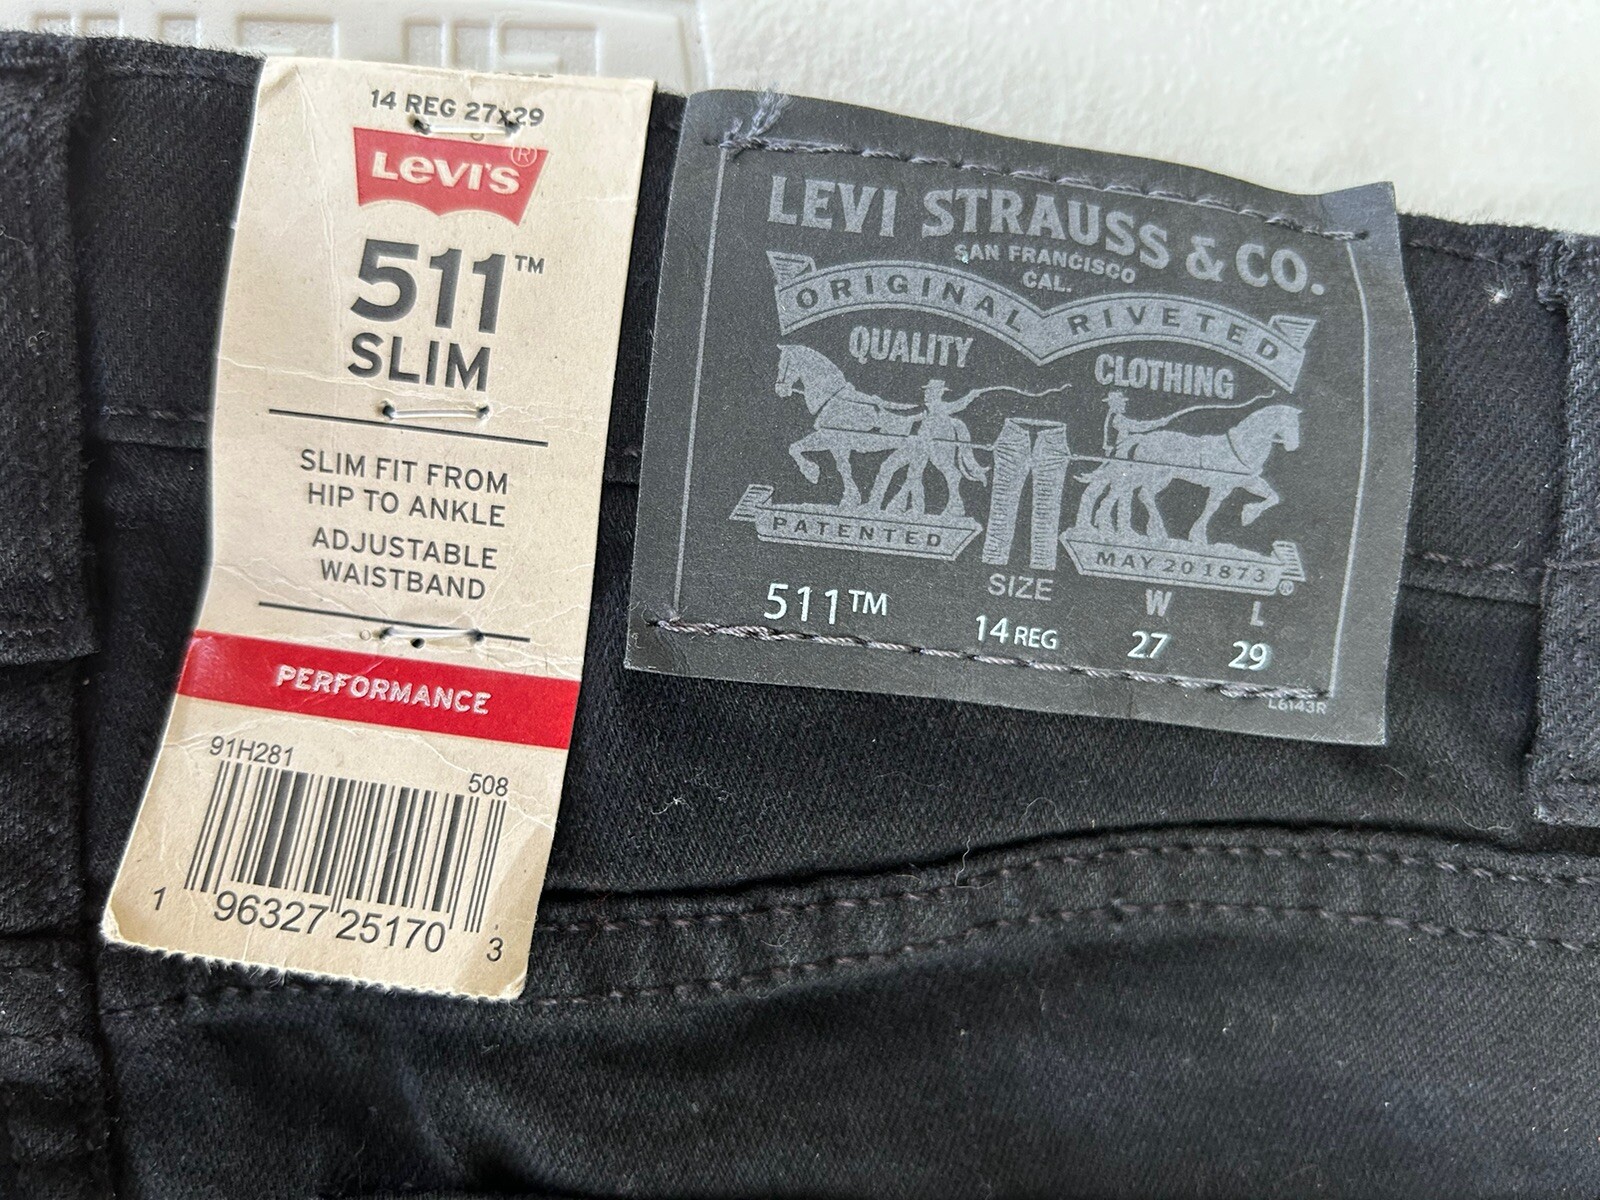 14 REG 27x29
Levi's®
511™
SLIM
SLIM FIT FROM
HIP TO ANKLE
ADJUSTABLE
WAISTBAND
PERFORMANCE
91H281
508
1 96327 25170 3
LEVI STRAUSS & CO.
SAN FRANCISCO
CAL.
ORIGINAL RIVETED
QUALITY CLOTHING
PATENTED MAY 20 1873 ®
SIZE W L
511™ 14 REG 27 29
L6143R